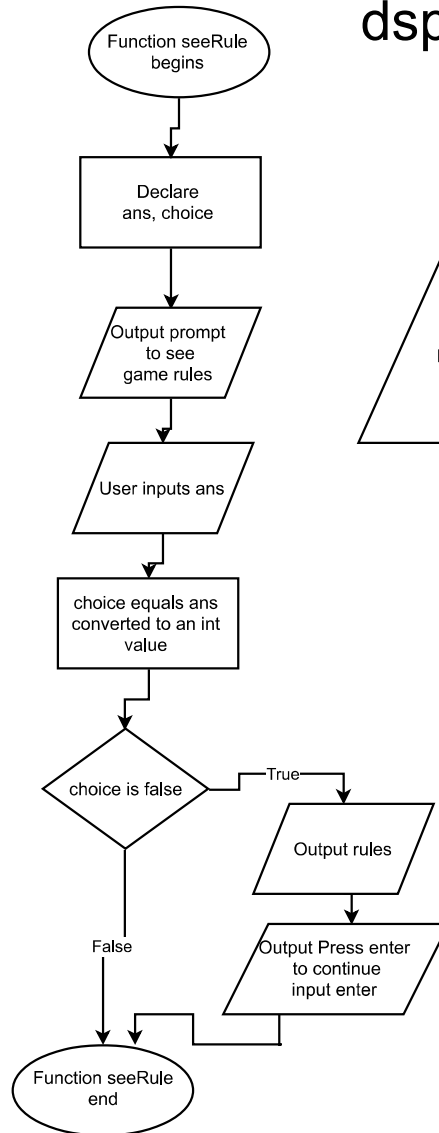 Function seeRule
begins
dsp
Declare
ans, choice
Output prompt
to see
game rules
User inputs ans
choice equals ans
converted to an int
value
choice is false
True
Output rules
Output Press enter
to continue
input enter
False
Function seeRule
end